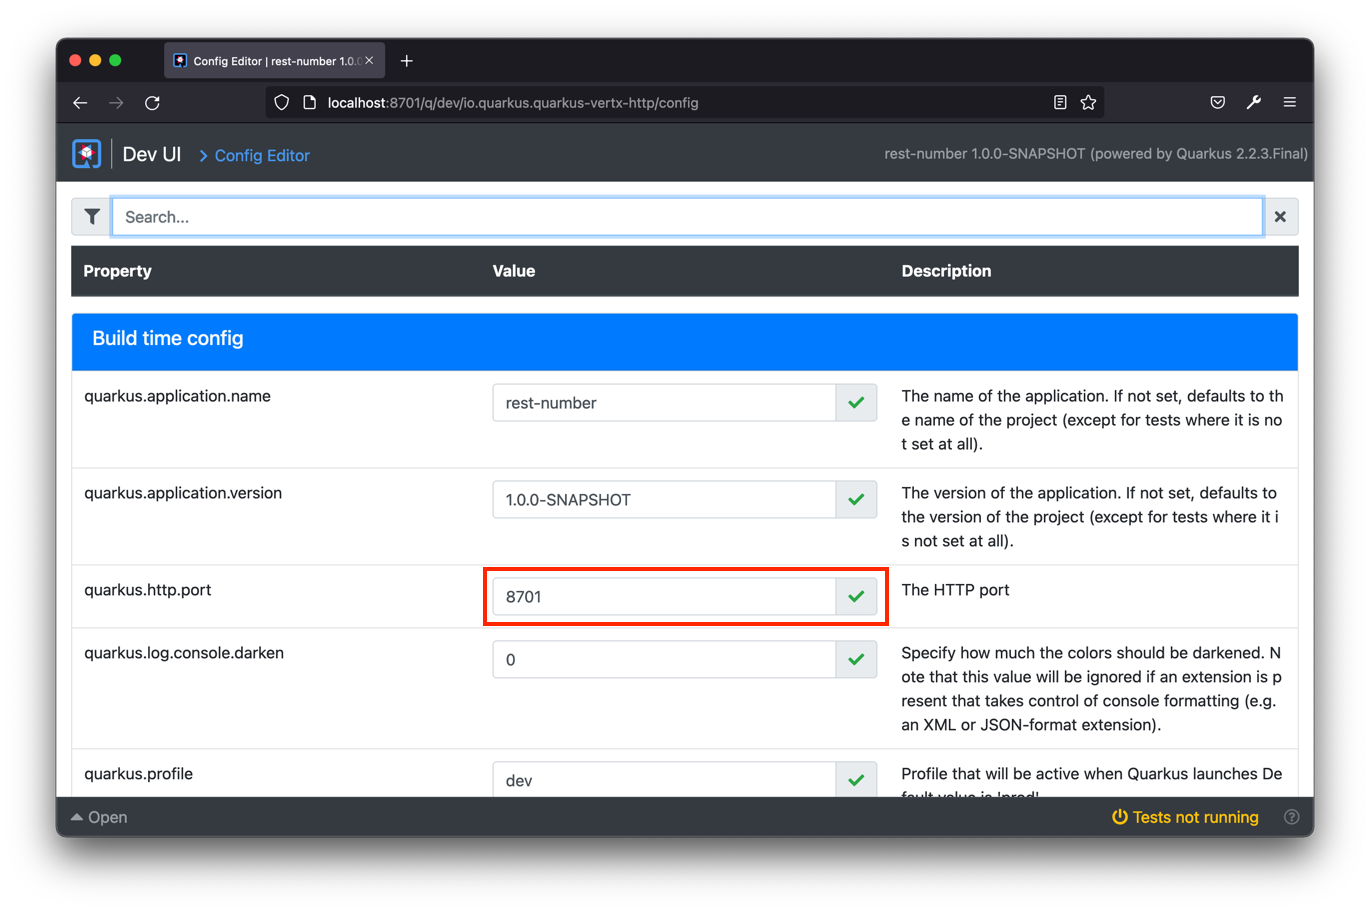 Config Editor | rest-number 1.0.0
localhost:8701/q/dev/io.quarkus.quarkus-vertx-http/config
Dev UI
Config Editor
rest-number 1.0.0-SNAPSHOT (powered by Quarkus 2.2.3.Final)
Search...
Property Value Description
Build time config
quarkus.application.name
rest-number
The name of the application. If not set, defaults to th
e name of the project (except for tests where it is no
t set at all).
quarkus.application.version
1.0.0-SNAPSHOT
The version of the application. If not set, defaults to
the version of the project (except for tests where it i
s not set at all).
quarkus.http.port
8701
The HTTP port
quarkus.log.console.darken
0
Specify how much the colors should be darkened. N
ote that this value will be ignored if an extension is p
resent that takes control of console formatting (e.g.
an XML or JSON-format extension).
quarkus.profile
dev
Profile that will be active when Quarkus launches De
fault value is 'prod'
Open
Tests not running